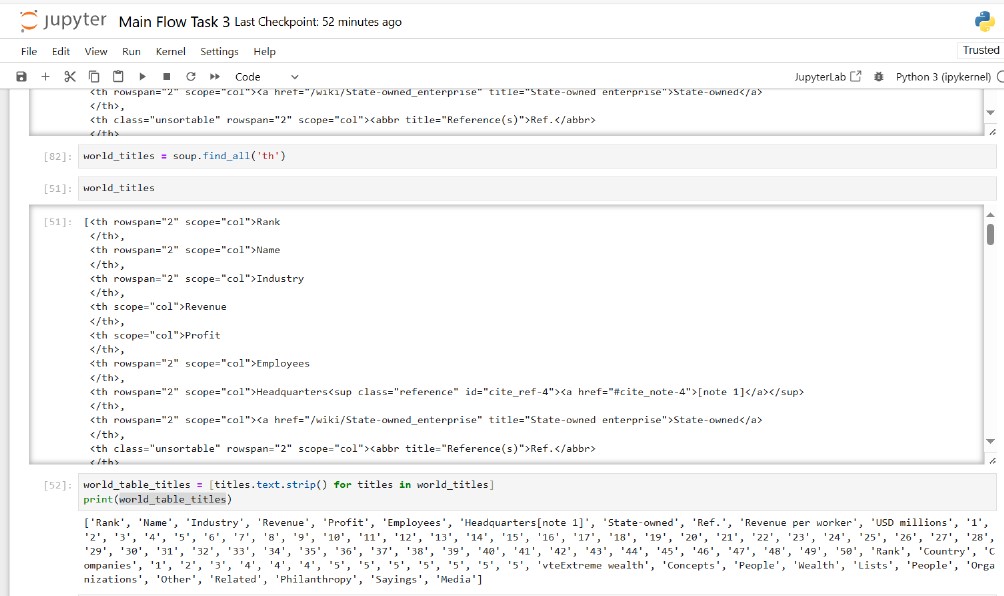 jupyter Main Flow Task 3 Last Checkpoint: 52 minutes ago
File Edit View Run Kernel Settings Help Trusted
Code JupyterLab Python 3 (ipykernel)
<th rowspan="2" scope="col"><a href="/wiki/State-owned_enterprise" title="State-owned enterprise">State-owned</a>
</th>,
<th class="unsortable" rowspan="2" scope="col"><abbr title="Reference(s)">Ref.</abbr>
</th>
[82]: world_titles = soup.find_all('th')
[51]: world_titles
[51]: [<th rowspan="2" scope="col">Rank
</th>,
<th rowspan="2" scope="col">Name
</th>,
<th rowspan="2" scope="col">Industry
</th>,
<th scope="col">Revenue
</th>,
<th scope="col">Profit
</th>,
<th rowspan="2" scope="col">Employees
</th>,
<th rowspan="2" scope="col">Headquarters<sup class="reference" id="cite_ref-4"><a href="#cite_note-4">[note 1]</a></sup>
</th>,
<th rowspan="2" scope="col"><a href="/wiki/State-owned_enterprise" title="State-owned enterprise">State-owned</a>
</th>,
<th class="unsortable" rowspan="2" scope="col"><abbr title="Reference(s)">Ref.</abbr>
</th>
[52]: world_table_titles = [titles.text.strip() for titles in world_titles]
print(world_table_titles)
['Rank', 'Name', 'Industry', 'Revenue', 'Profit', 'Employees', 'Headquarters[note 1]', 'State-owned', 'Ref.', 'Revenue per worker', 'USD millions', '1',
'2', '3', '4', '5', '6', '7', '8', '9', '10', '11', '12', '13', '14', '15', '16', '17', '18', '19', '20', '21', '22', '23', '24', '25', '26', '27', '28',
'29', '30', '31', '32', '33', '34', '35', '36', '37', '38', '39', '40', '41', '42', '43', '44', '45', '46', '47', '48', '49', '50', 'Rank', 'Country', 'C
ompanies', '1', '2', '3', '4', '4', '4', '5', '5', '5', '5', '5', '5', '5', 'vteExtreme wealth', 'Concepts', 'People', 'Wealth', 'Lists', 'People', 'Orga
nizations', 'Other', 'Related', 'Philanthropy', 'Sayings', 'Media']